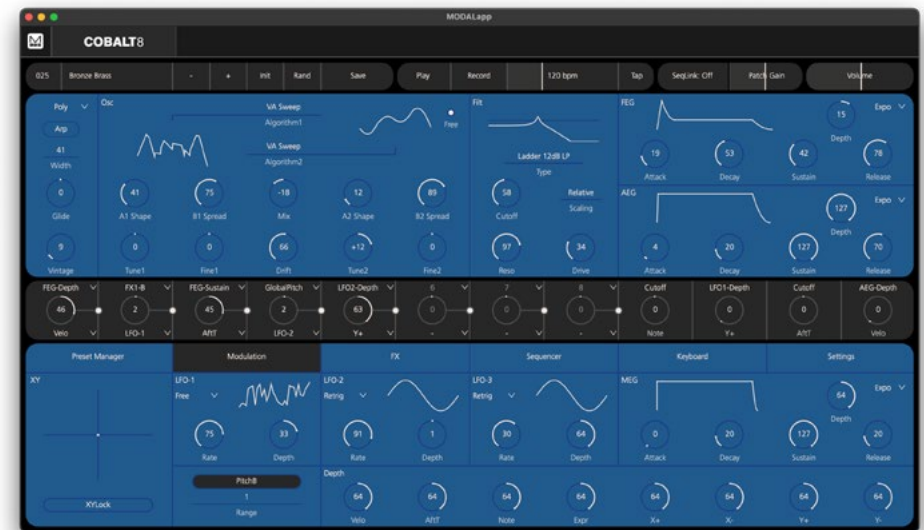 MODALapp
COBALT8
025 Bronze Brass - + Init Rand Save Play Record 120 bpm Tap SeqLink: Off Patch Gain Volume
Poly Osc VA Sweep Filt FEG Expo
Algorithm1 Free 15
Arp VA Sweep Depth
41 Algorithm2 Ladder 12dB LP 19 53 42 78
Width Type Attack Decay Sustain Release
0 41 75 -18 12 89 58 Relative AEG Expo
Glide A1 Shape B1 Spread Mix A2 Shape B2 Spread Cutoff Scaling 127
Depth
9 0 0 66 +12 0 97 34 4 20 127 70
Vintage Tune1 Fine1 Drift Tune2 Fine2 Reso Drive Attack Decay Sustain Release
FEG-Depth FX1-B FEG-Sustain GlobalPitch LFO2-Depth 6 7 8 Cutoff LFO1-Depth Cutoff AEG-Depth
46 2 45 2 63 0 0 0 0 0 0 0
Velo LFO-1 AftT LFO-2 Y+ - - - Note Y+ AftT Velo
Preset Manager Modulation FX Sequencer Keyboard Settings
XY LFO-1 LFO-2 LFO-3 MEG Expo
Free Retrig Retrig 64
Depth
75 33 91 1 30 64 0 20 127 20
Rate Depth Rate Depth Rate Depth Attack Decay Sustain Release
PitchB Depth
1 64 64 64 64 64 64 64 64
XYLock Range Velo AftT Note Expr X+ X- Y+ Y-